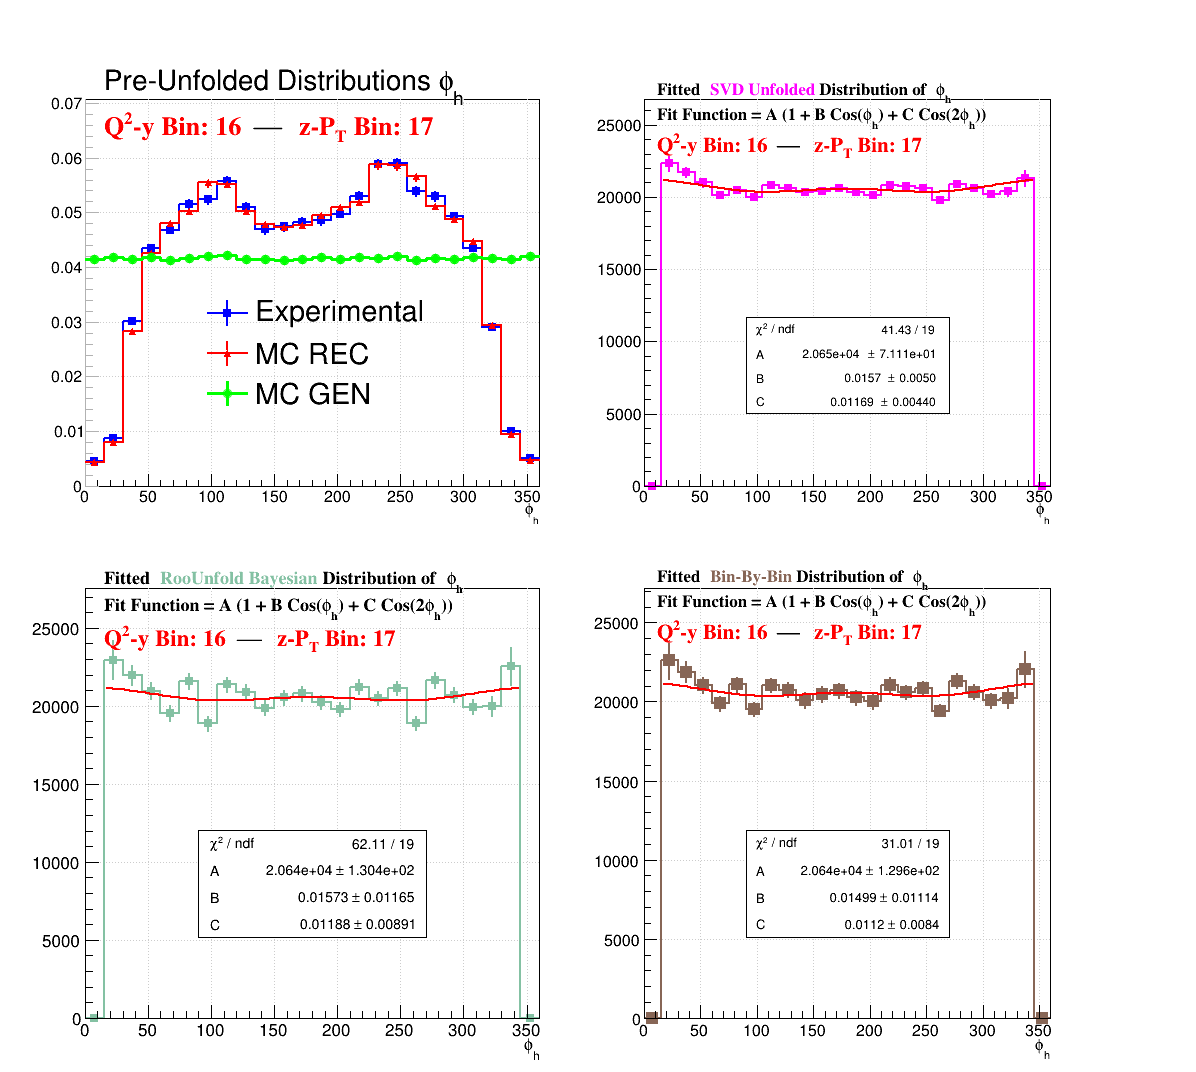 Pre-Unfolded Distributions ϕh
Q²-y Bin: 16 — z-PT Bin: 17
0.07
0.06
0.05
0.04
0.03
0.02
0.01
0
Experimental
MC REC
MC GEN
0 50 100 150 200 250 300 350
ϕh
Fitted SVD Unfolded Distribution of ϕh
Fit Function = A (1 + B Cos(ϕh) + C Cos(2ϕh))
Q²-y Bin: 16 — z-PT Bin: 17
25000
20000
15000
10000
5000
0
χ² / ndf 41.43 / 19
A 2.065e+04 ± 7.111e+01
B 0.0157 ± 0.0050
C 0.01169 ± 0.00440
0 50 100 150 200 250 300 350
ϕh
Fitted RooUnfold Bayesian Distribution of ϕh
Fit Function = A (1 + B Cos(ϕh) + C Cos(2ϕh))
Q²-y Bin: 16 — z-PT Bin: 17
25000
20000
15000
10000
5000
0
χ² / ndf 62.11 / 19
A 2.064e+04 ± 1.304e+02
B 0.01573 ± 0.01165
C 0.01188 ± 0.00891
0 50 100 150 200 250 300 350
ϕh
Fitted Bin-By-Bin Distribution of ϕh
Fit Function = A (1 + B Cos(ϕh) + C Cos(2ϕh))
Q²-y Bin: 16 — z-PT Bin: 17
25000
20000
15000
10000
5000
0
χ² / ndf 31.01 / 19
A 2.064e+04 ± 1.296e+02
B 0.01499 ± 0.01114
C 0.0112 ± 0.0084
0 50 100 150 200 250 300 350
ϕh